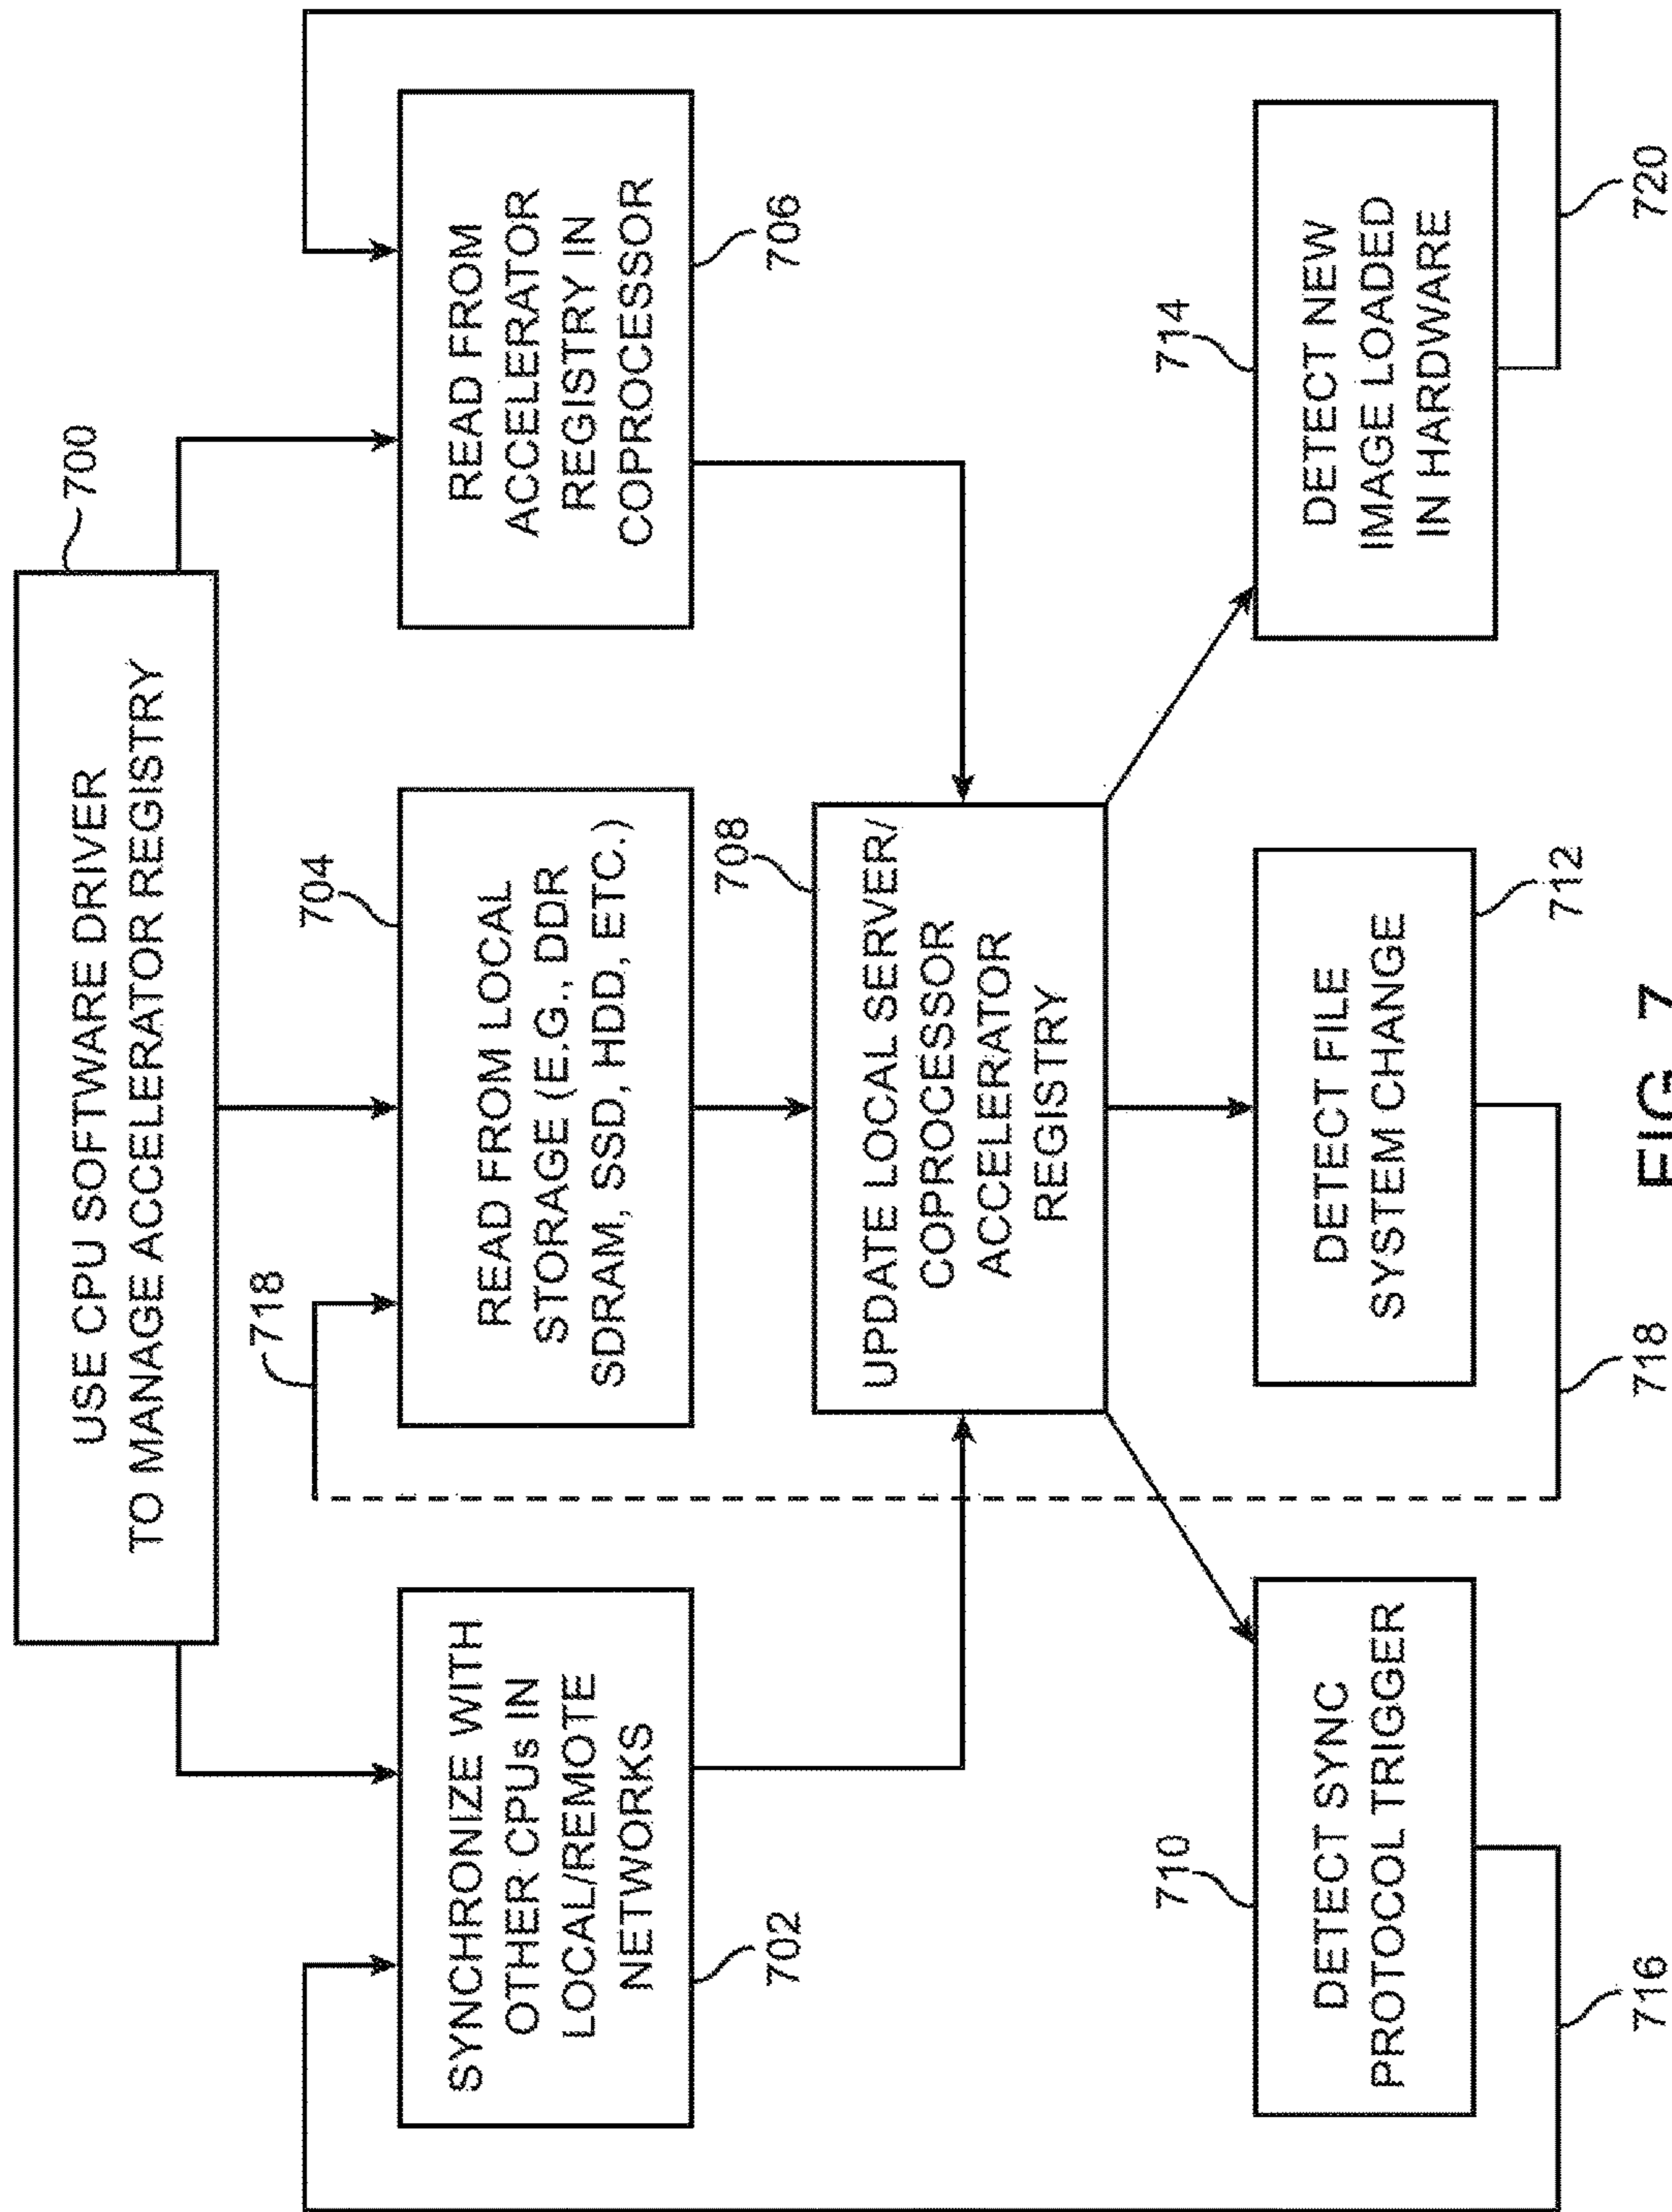 700
USE CPU SOFTWARE DRIVER
TO MANAGE ACCELERATOR REGISTRY
SYNCHRONIZE WITH
OTHER CPUs IN
LOCAL/REMOTE
NETWORKS
702
718
704
READ FROM LOCAL
STORAGE (E.G., DDR
SDRAM, SSD, HDD, ETC.)
READ FROM
ACCELERATOR
REGISTRY IN
COPROCESSOR
706
708
UPDATE LOCAL SERVER/
COPROCESSOR
ACCELERATOR
REGISTRY
710
DETECT SYNC
PROTOCOL TRIGGER
716
DETECT FILE
SYSTEM CHANGE
712
718
714
DETECT NEW
IMAGE LOADED
IN HARDWARE
720
FIG. 7